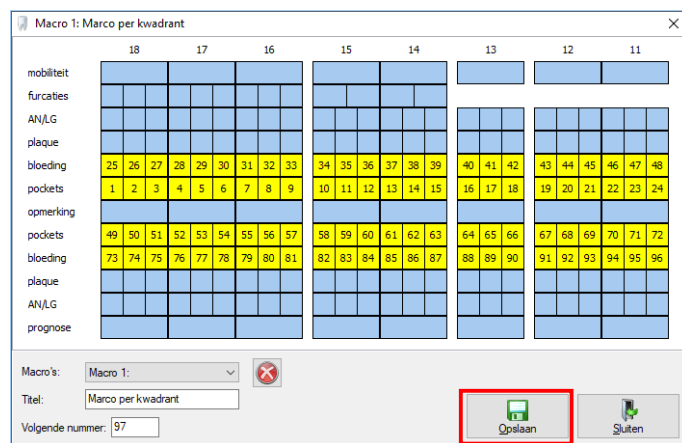 Macro 1: Marco per kwadrant
18 17 16 15 14 13 12 11
mobiliteit
furcaties
AN/LG
plaque
bloeding 25 26 27 28 29 30 31 32 33 34 35 36 37 38 39 40 41 42 43 44 45 46 47 48
pockets 1 2 3 4 5 6 7 8 9 10 11 12 13 14 15 16 17 18 19 20 21 22 23 24
opmerking
pockets 49 50 51 52 53 54 55 56 57 58 59 60 61 62 63 64 65 66 67 68 69 70 71 72
bloeding 73 74 75 76 77 78 79 80 81 82 83 84 85 86 87 88 89 90 91 92 93 94 95 96
plaque
AN/LG
prognose
Macro's: Macro 1:
Titel: Marco per kwadrant
Volgende nummer: 97
Opslaan Sluiten